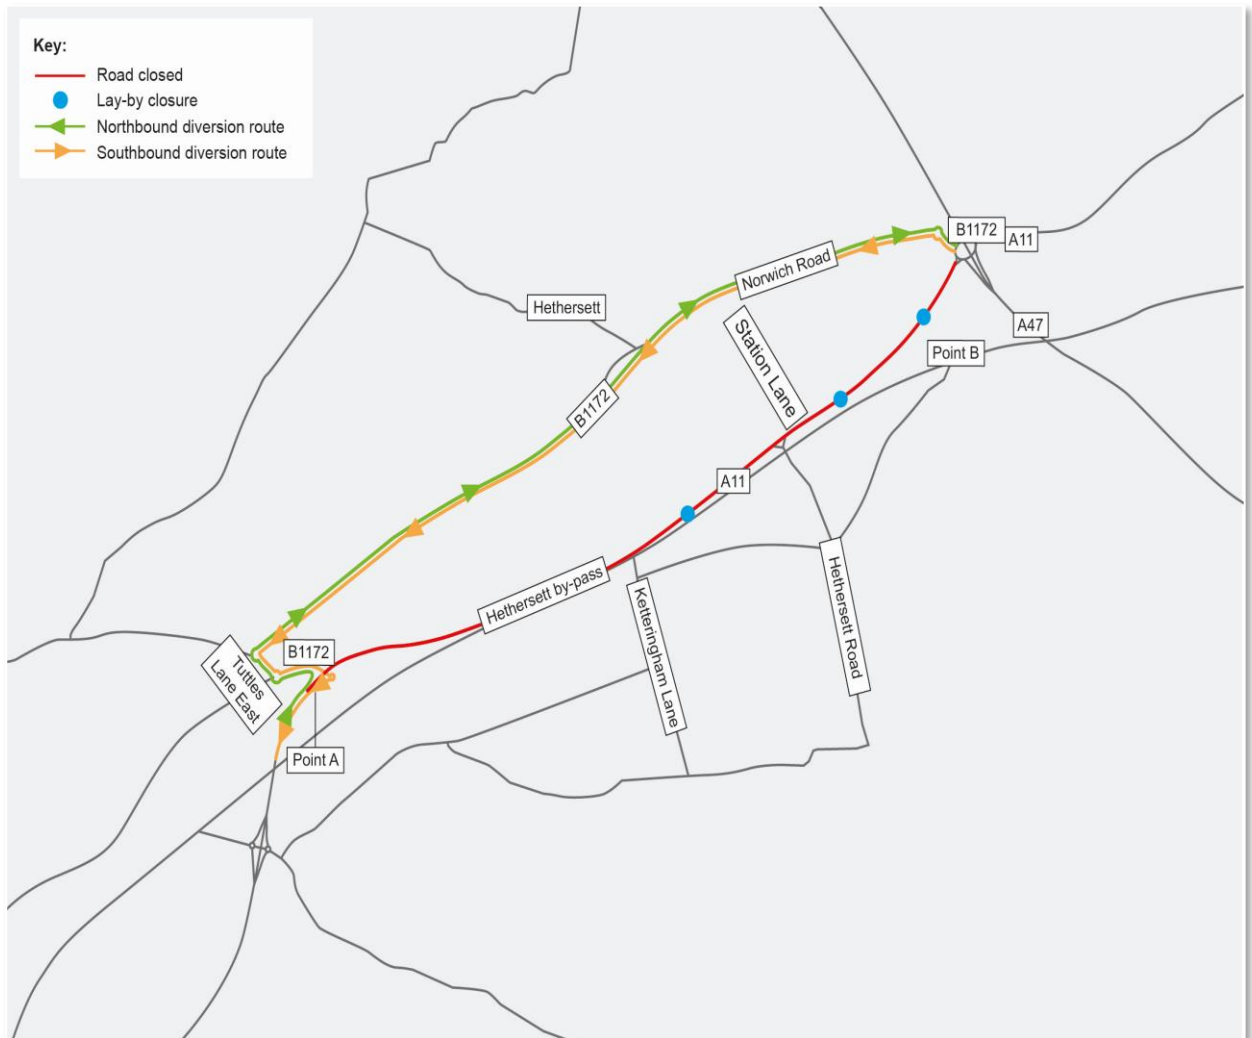 Key:
Road closed
Lay-by closure
Northbound diversion route
Southbound diversion route
B1172
A11
Norwich Road
Hethersett
A47
Station Lane
Point B
B1172
A11
Hethersett by-pass
Hethersett Road
Ketteringham Lane
B1172
Tuttles
Lane East
Point A